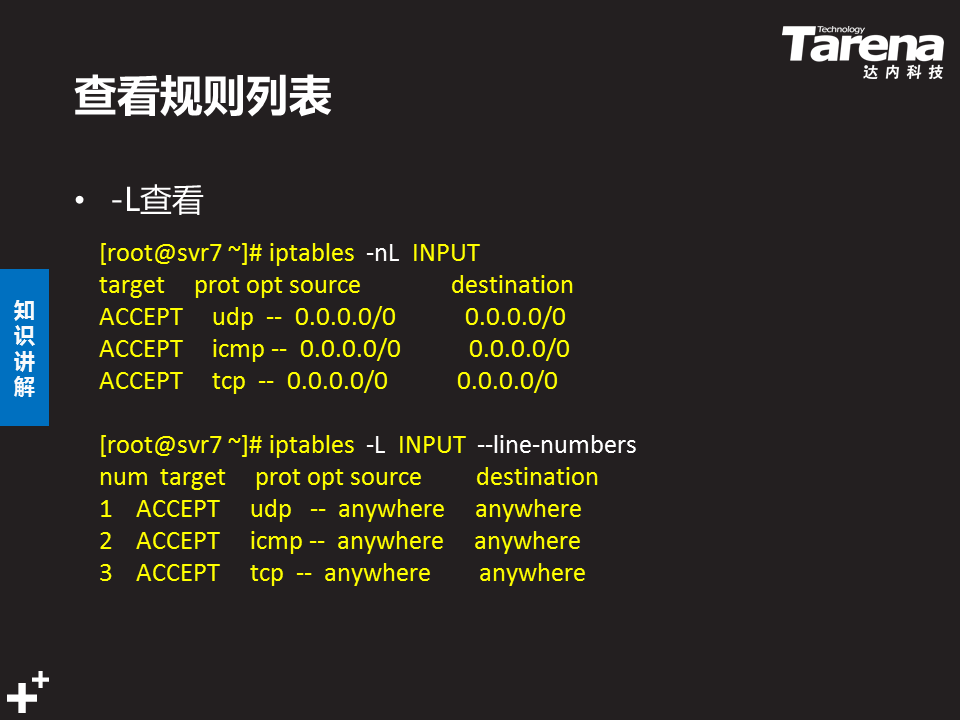 Technology
Tarena
达内科技
查看规则列表
• -L查看
[root@svr7 ~]# iptables -nL INPUT
target prot opt source destination
ACCEPT udp -- 0.0.0.0/0 0.0.0.0/0
ACCEPT icmp -- 0.0.0.0/0 0.0.0.0/0
ACCEPT tcp -- 0.0.0.0/0 0.0.0.0/0
[root@svr7 ~]# iptables -L INPUT --line-numbers
num target prot opt source destination
1 ACCEPT udp -- anywhere anywhere
2 ACCEPT icmp -- anywhere anywhere
3 ACCEPT tcp -- anywhere anywhere
知识讲解